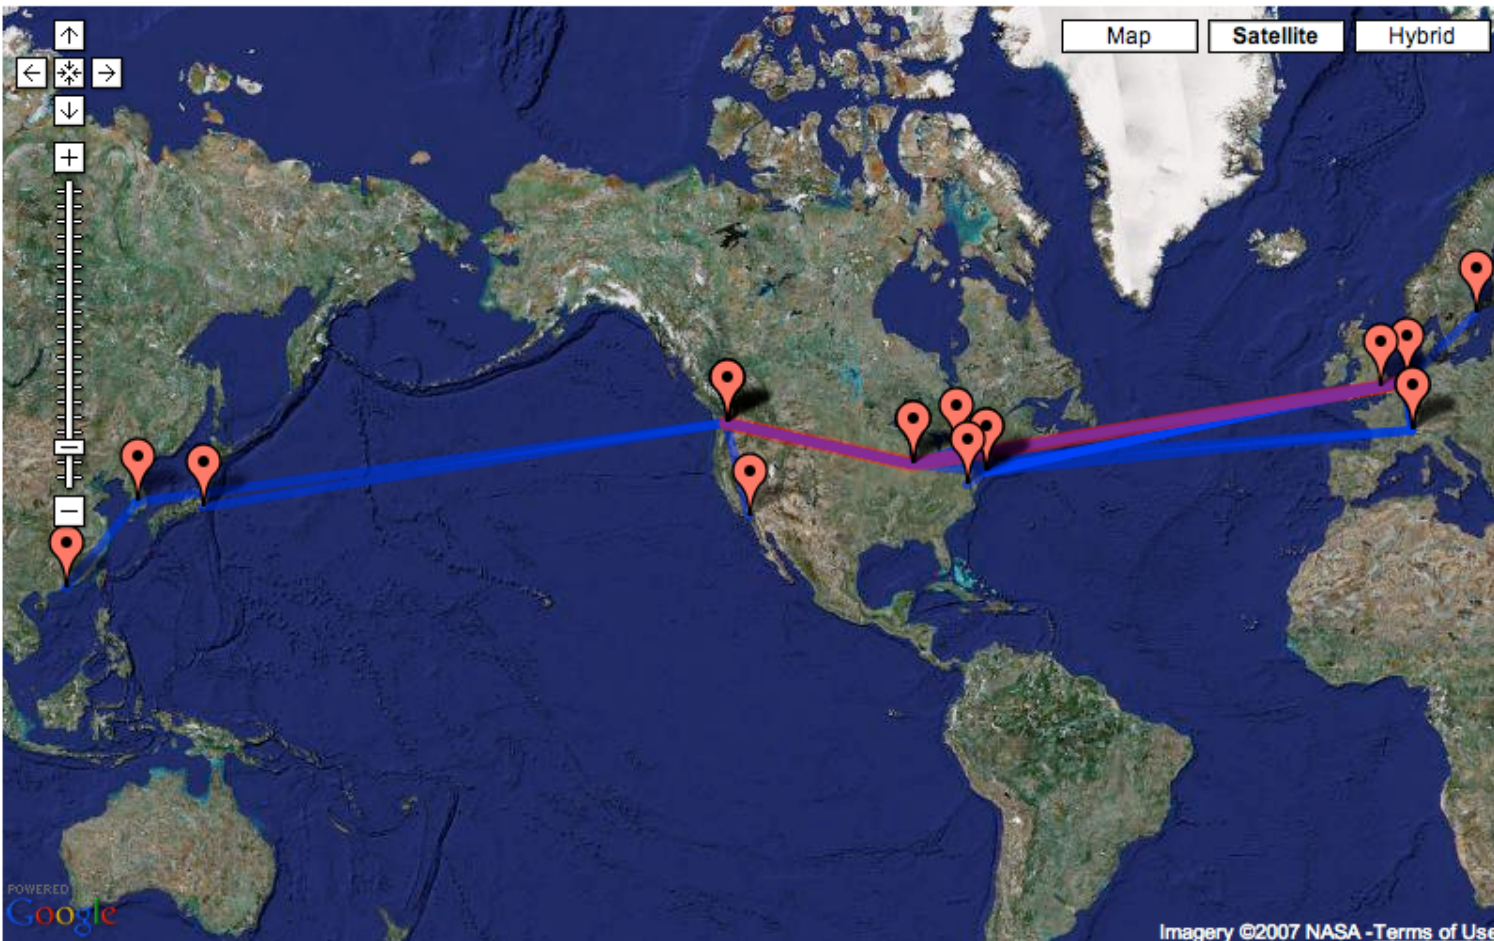 Map
Satellite
Hybrid
POWERED
Google
Imagery ©2007 NASA -Terms of Use